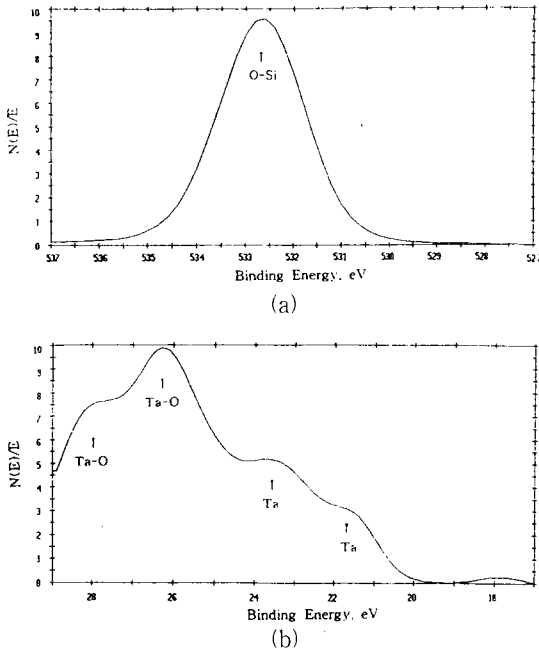 N(E)/E
10
9
8
7
6
5
4
3
2
1
0
↑
O-Si
537 536 535 534 533 532 531 530 529 528 527
Binding Energy, eV
(a)
N(E)/E
10
9
8
7
6
5
4
3
2
1
0
↑ Ta-O
↑ Ta-O
↑ Ta
↑ Ta
28 26 24 22 20 18
Binding Energy, eV
(b)